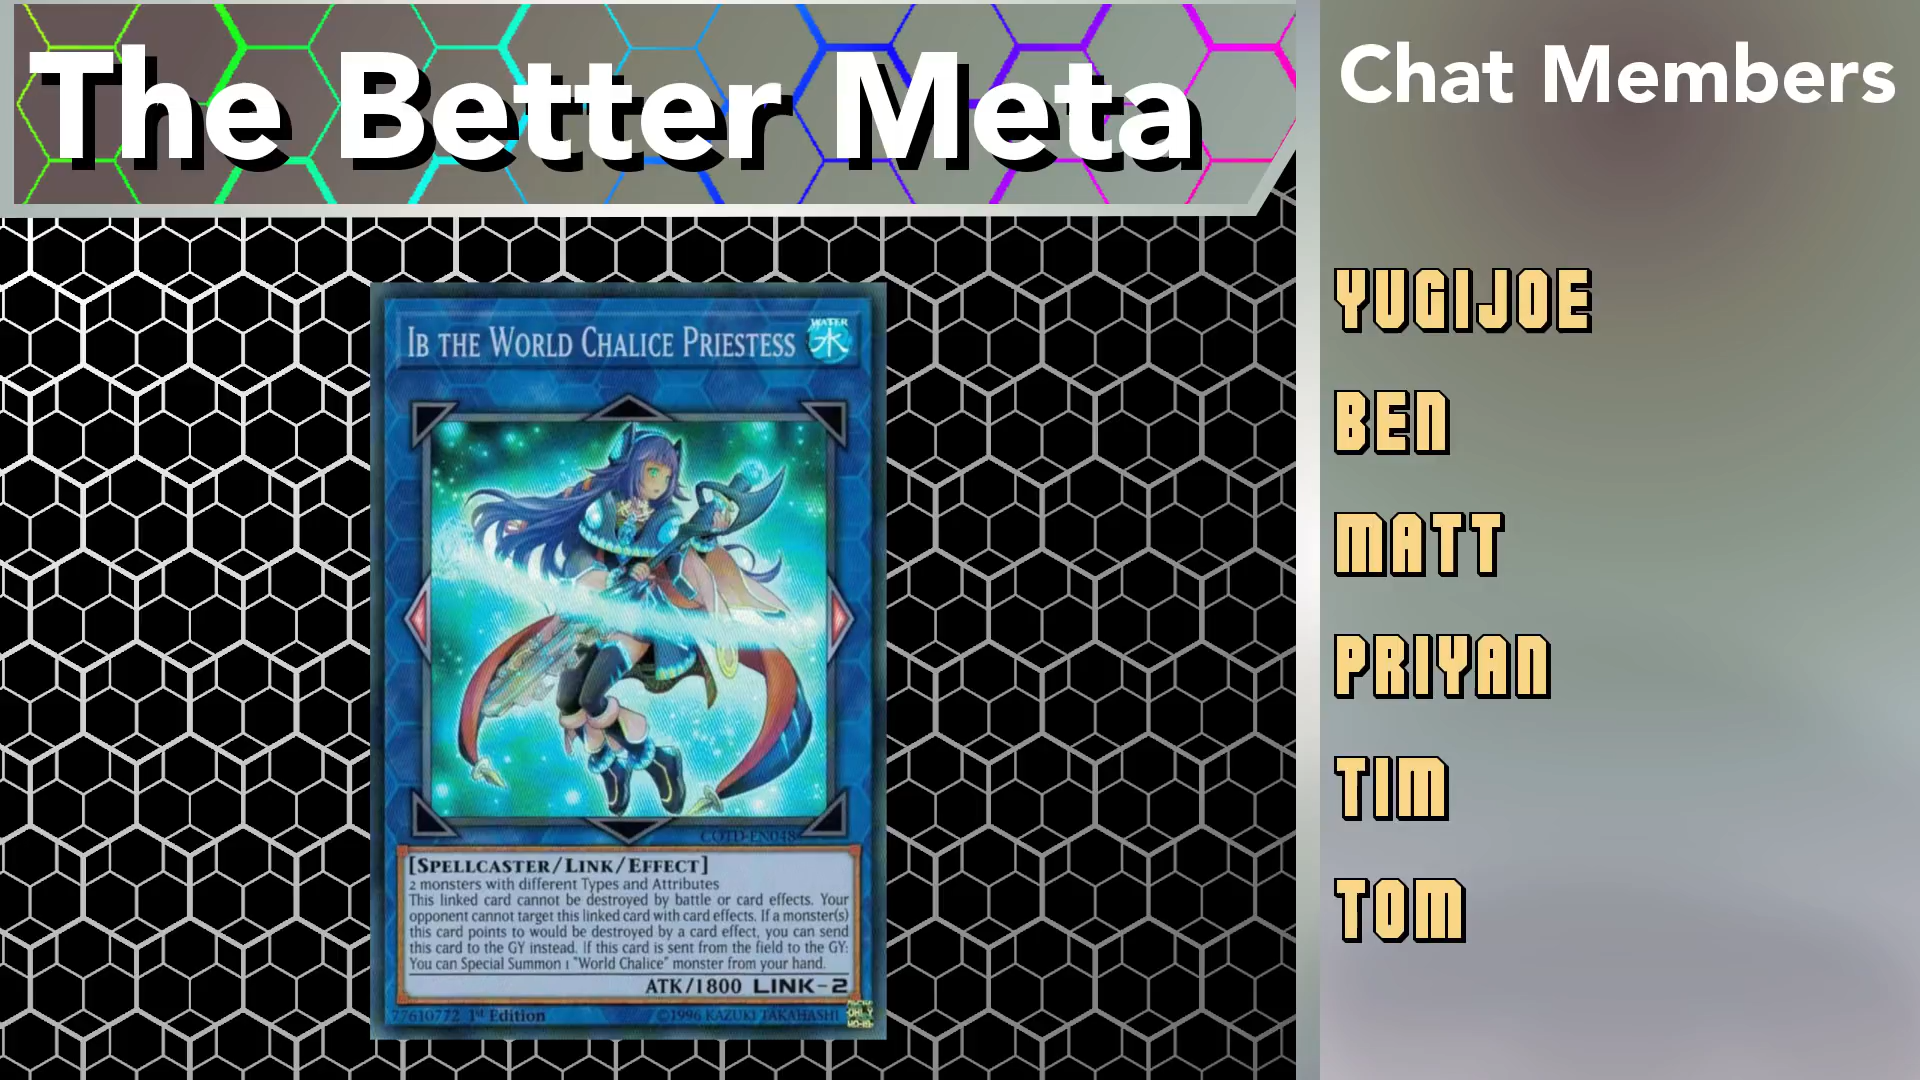 The Better Meta
Chat Members
YUGIJOE
BEN
MATT
PRIYAN
TIM
TOM
IB THE WORLD CHALICE PRIESTESS
WATER
水
COTD-EN048
[SPELLCASTER/LINK/EFFECT]
2 monsters with different Types and Attributes
This linked card cannot be destroyed by battle or card effects. Your
opponent cannot target this linked card with card effects. If a monster(s)
this card points to would be destroyed by a card effect, you can send
this card to the GY instead. If this card is sent from the field to the GY:
You can Special Summon 1 "World Chalice" monster from your hand.
ATK/1800 LINK-2
77610772 1st Edition
©1996 KAZUKI TAKAHASHI